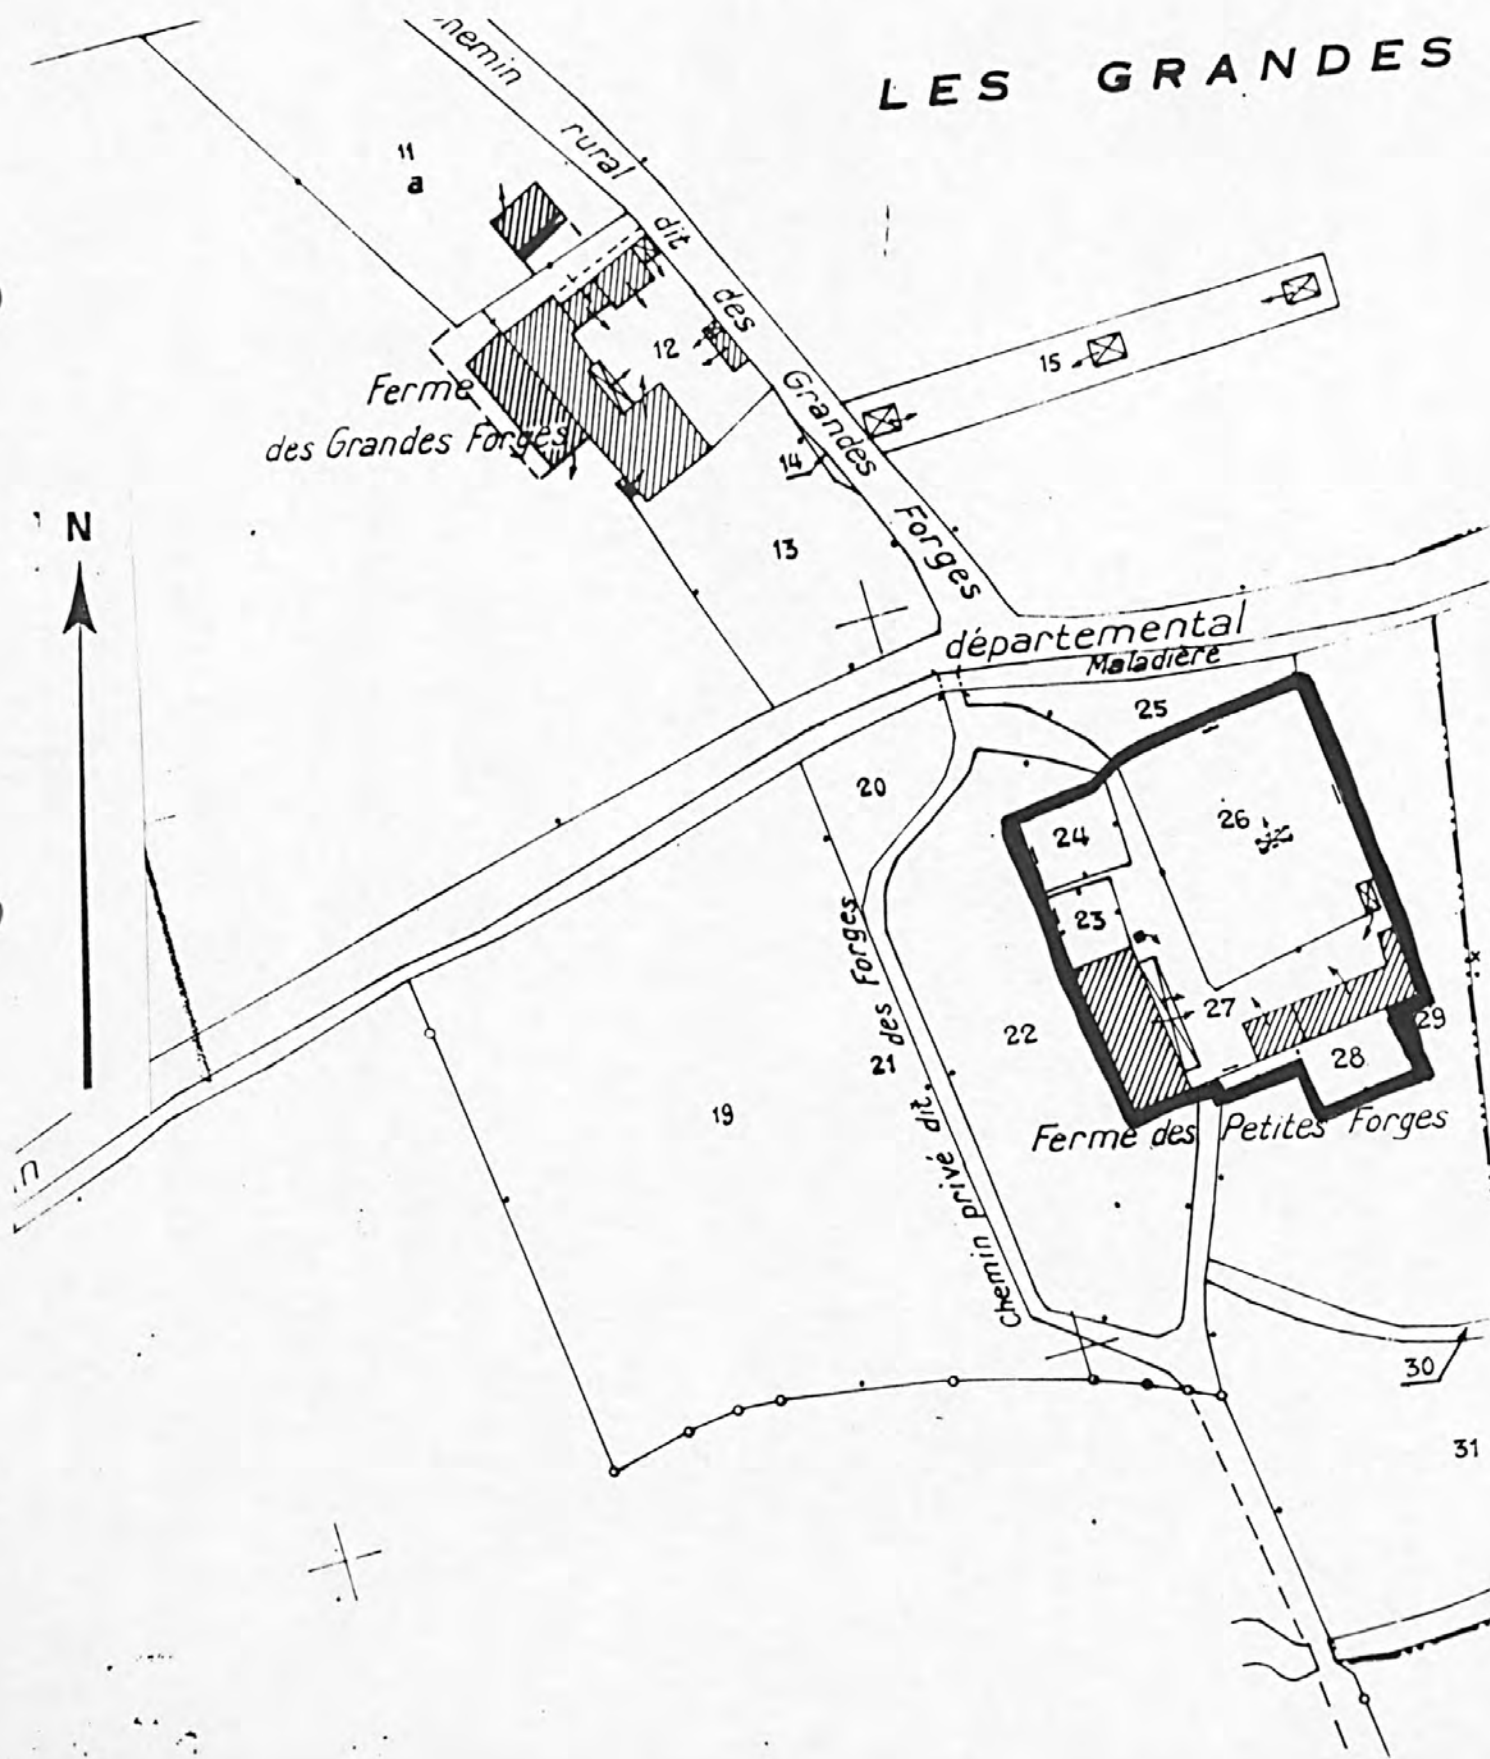 LES GRANDES
Chemin rural dit des Grandes Forges
11
a
12
15
Ferme
des Grandes Forges
14
13
N
départemental
Maladière
25
20
26
24
23
27
29
22
28
21
19
Chemin privé dit des Forges
Ferme des Petites Forges
n
30
31